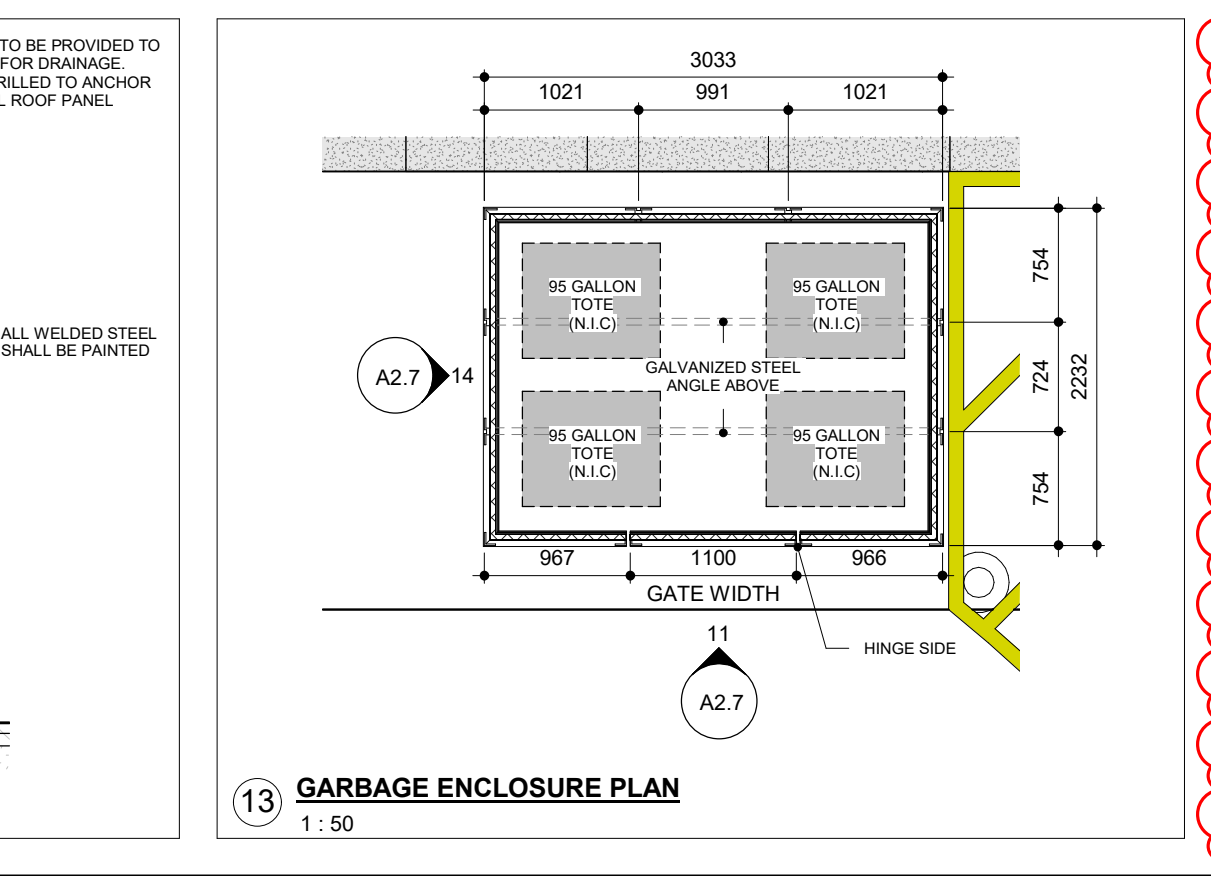 TO BE PROVIDED TO
FOR DRAINAGE.
RILLED TO ANCHOR
L ROOF PANEL
ALL WELDED STEEL
SHALL BE PAINTED
3033
1021 991 1021
95 GALLON
TOTE
(N.I.C)
95 GALLON
TOTE
(N.I.C)
GALVANIZED STEEL
ANGLE ABOVE
95 GALLON
TOTE
(N.I.C)
95 GALLON
TOTE
(N.I.C)
A2.7 14
754
724
754
2232
967 1100 966
GATE WIDTH
HINGE SIDE
11
A2.7
13 GARBAGE ENCLOSURE PLAN
1 : 50